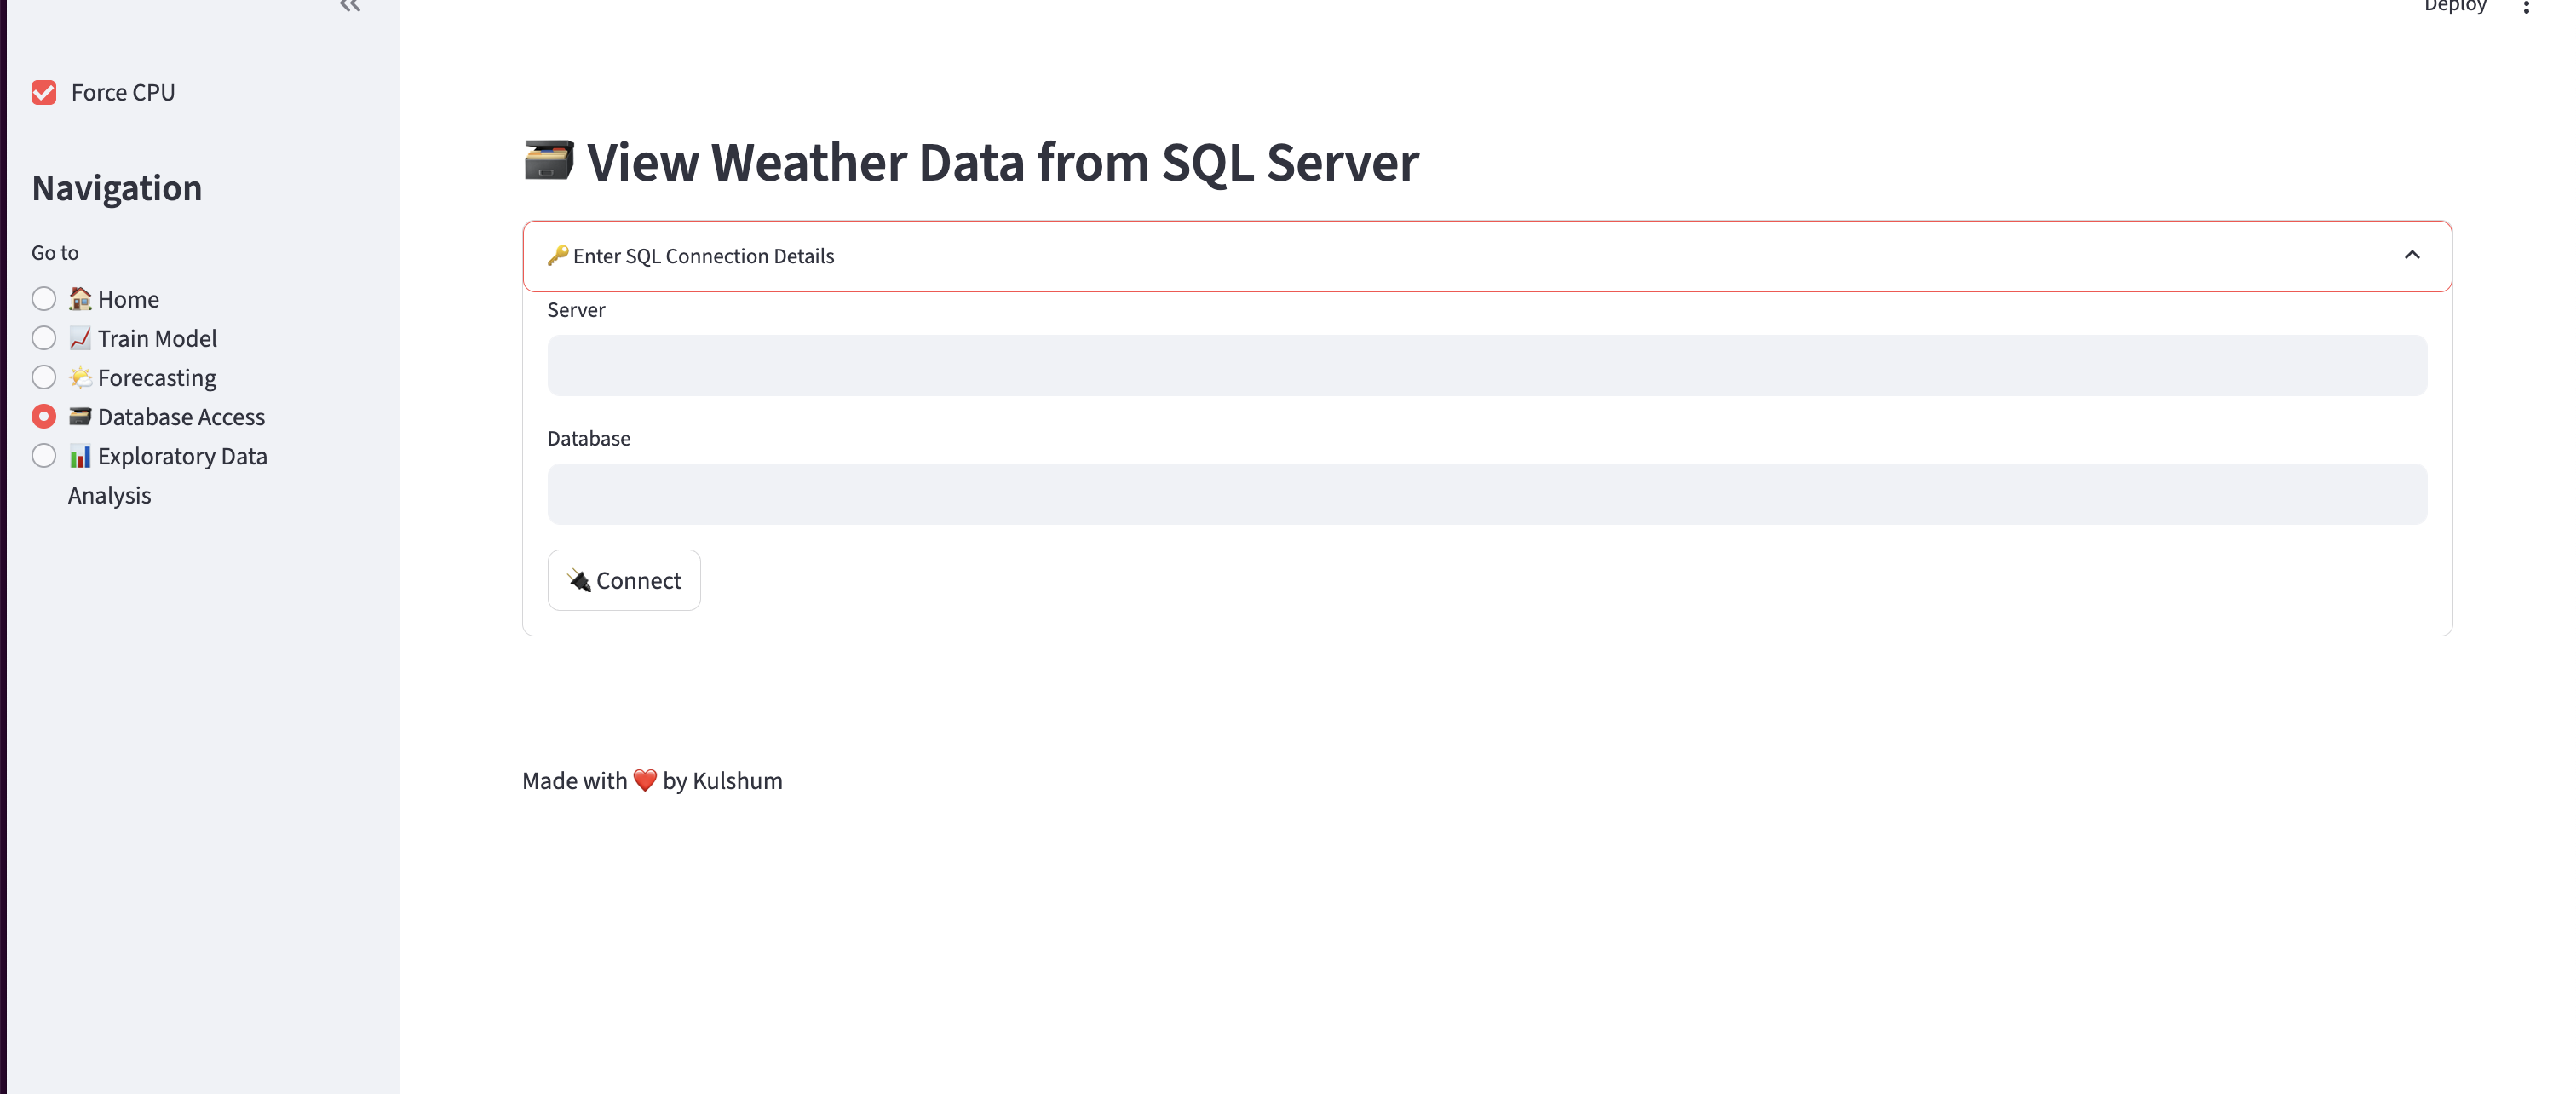 Deploy
Force CPU
Navigation
Go to
Home
Train Model
Forecasting
Database Access
Exploratory Data
Analysis
View Weather Data from SQL Server
Enter SQL Connection Details
Server
Database
Connect
Made with ❤️ by Kulshum